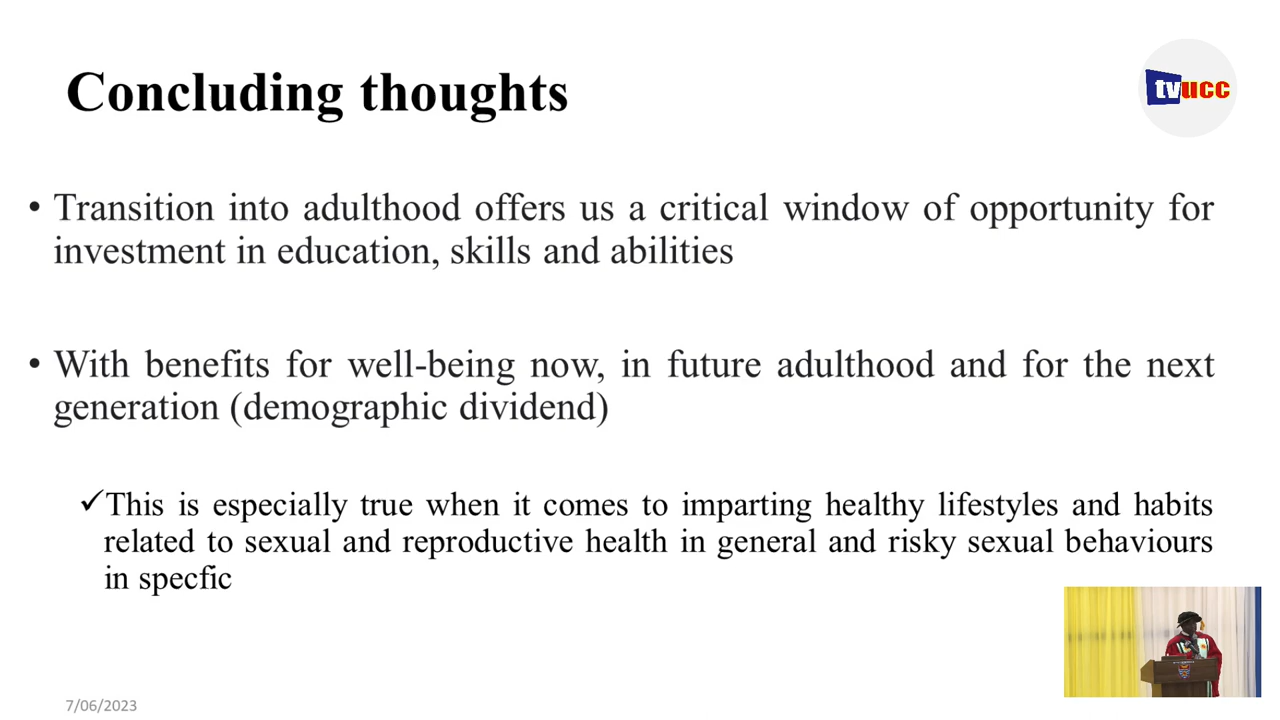 Concluding thoughts
tvucc
• Transition into adulthood offers us a critical window of opportunity for
investment in education, skills and abilities
• With benefits for well-being now, in future adulthood and for the next
generation (demographic dividend)
✓This is especially true when it comes to imparting healthy lifestyles and habits
related to sexual and reproductive health in general and risky sexual behaviours
in specfic
7/06/2023